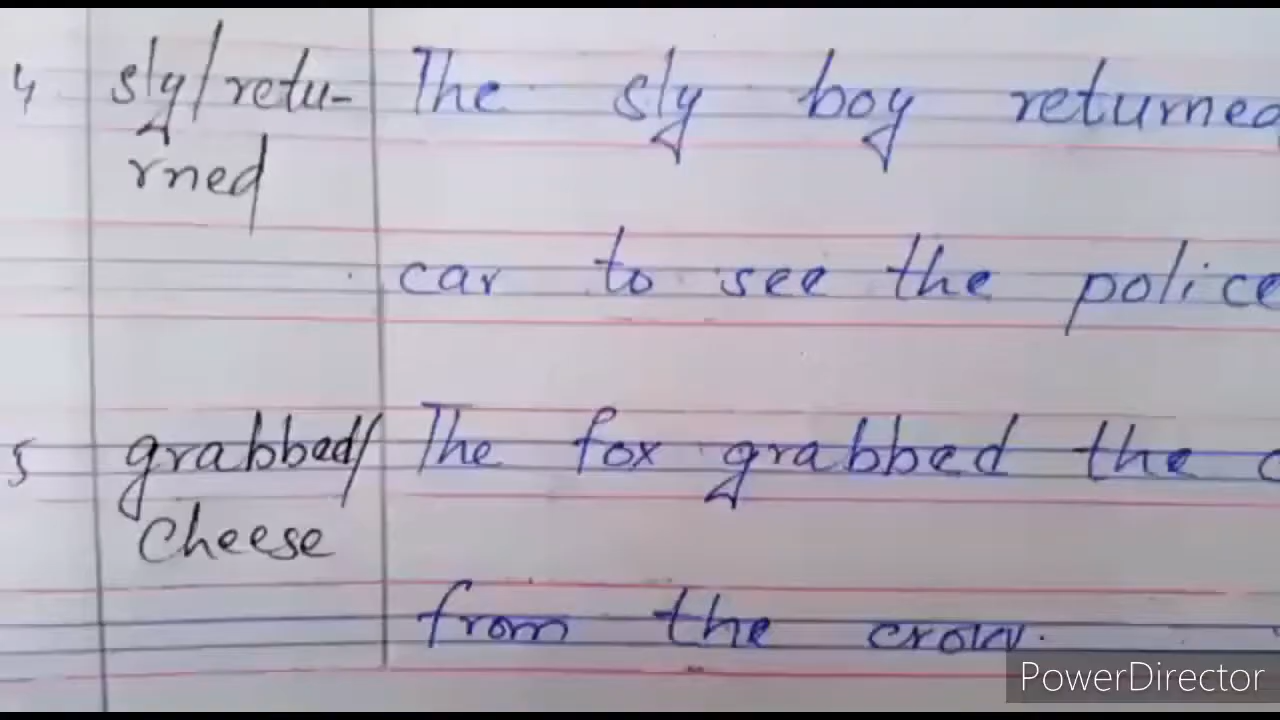 4 sly/retu- The sly boy returned
rned
car to see the police
5 grabbed/ The fox grabbed the c
cheese
from the crow.
PowerDirector